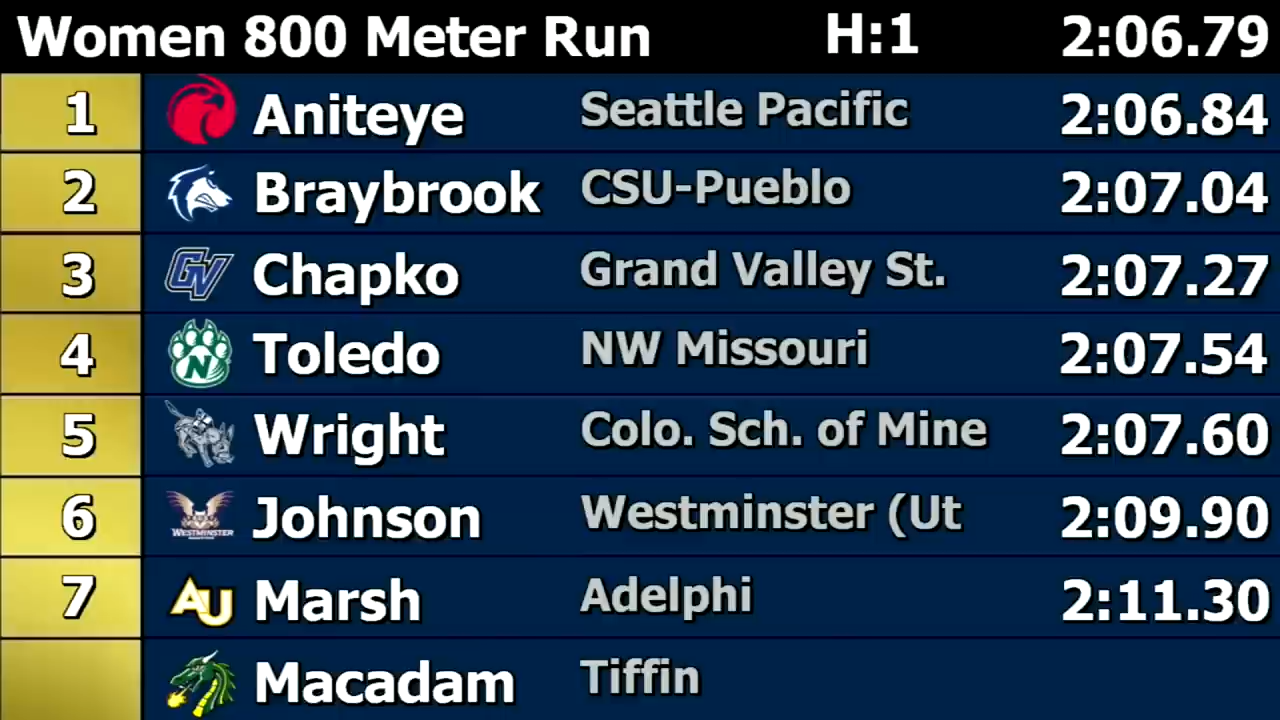 Women 800 Meter Run H:1 2:06.79
1 Aniteye Seattle Pacific 2:06.84
2 Braybrook CSU-Pueblo 2:07.04
3 GV Chapko Grand Valley St. 2:07.27
4 N Toledo NW Missouri 2:07.54
5 Wright Colo. Sch. of Mine 2:07.60
6 WESTMINSTER Johnson Westminster (Ut 2:09.90
7 AU Marsh Adelphi 2:11.30
Macadam Tiffin